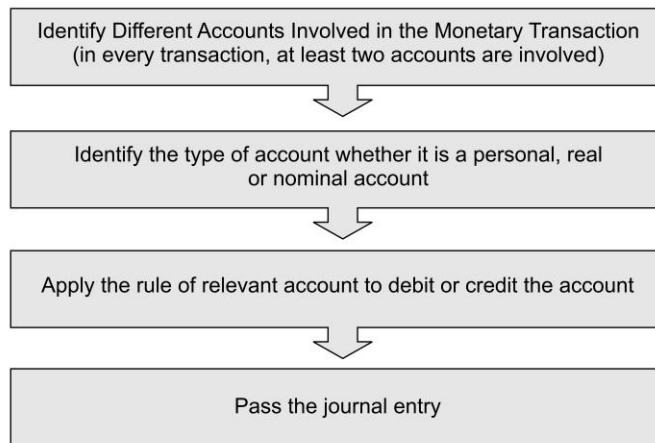 Identify Different Accounts Involved in the Monetary Transaction
(in every transaction, at least two accounts are involved)
Identify the type of account whether it is a personal, real
or nominal account
Apply the rule of relevant account to debit or credit the account
Pass the journal entry